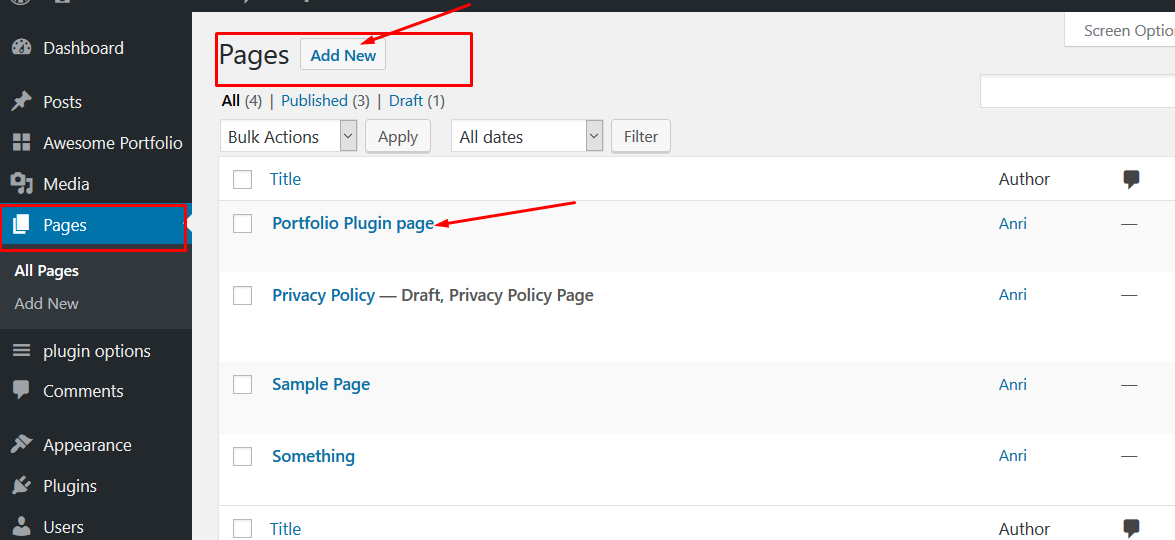 Dashboard
Posts
Awesome Portfolio
Media
Pages
All Pages
Add New
plugin options
Comments
Appearance
Plugins
Users
Screen Optio
Pages Add New
All (4) | Published (3) | Draft (1)
Bulk Actions Apply All dates Filter
Title Author
Portfolio Plugin page Anri —
Privacy Policy — Draft, Privacy Policy Page Anri —
Sample Page Anri —
Something Anri —
Title Author